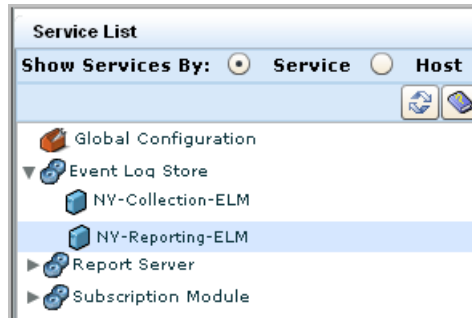 Service List
Show Services By: Service Host
Global Configuration
Event Log Store
NY-Collection-ELM
NY-Reporting-ELM
Report Server
Subscription Module